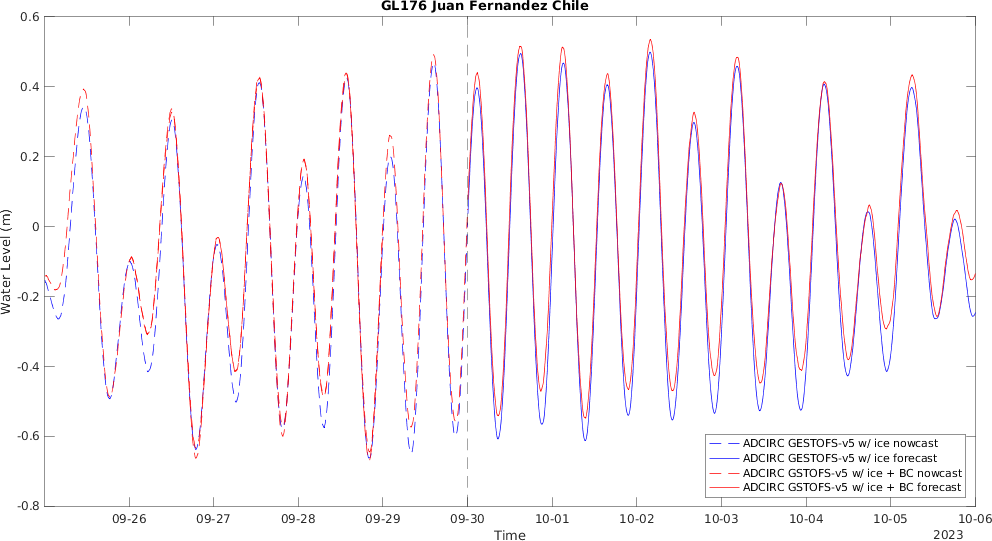 GL176 Juan Fernandez Chile
0.6
0.4
0.2
0
-0.2
-0.4
-0.6
-0.8
Water Level (m)
ADCIRC GESTOFS-v5 w/ ice nowcast
ADCIRC GESTOFS-v5 w/ ice forecast
ADCIRC GSTOFS-v5 w/ ice + BC nowcast
ADCIRC GSTOFS-v5 w/ ice + BC forecast
09-26 09-27 09-28 09-29 09-30 10-01 10-02 10-03 10-04 10-05 10-06
Time
2023